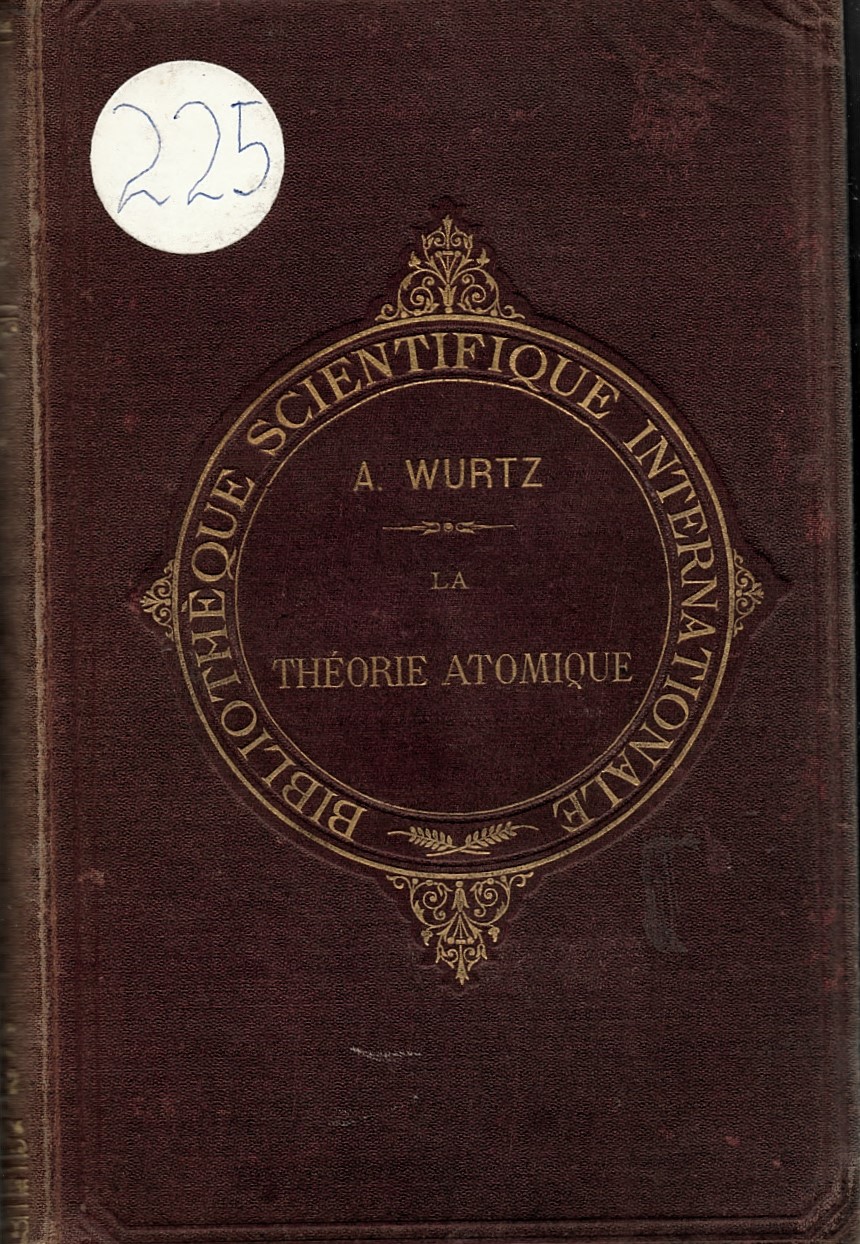 225
BIBLIOTHÈQUE SCIENTIFIQUE INTERNATIONALE
A. WURTZ
LA
THÉORIE ATOMIQUE